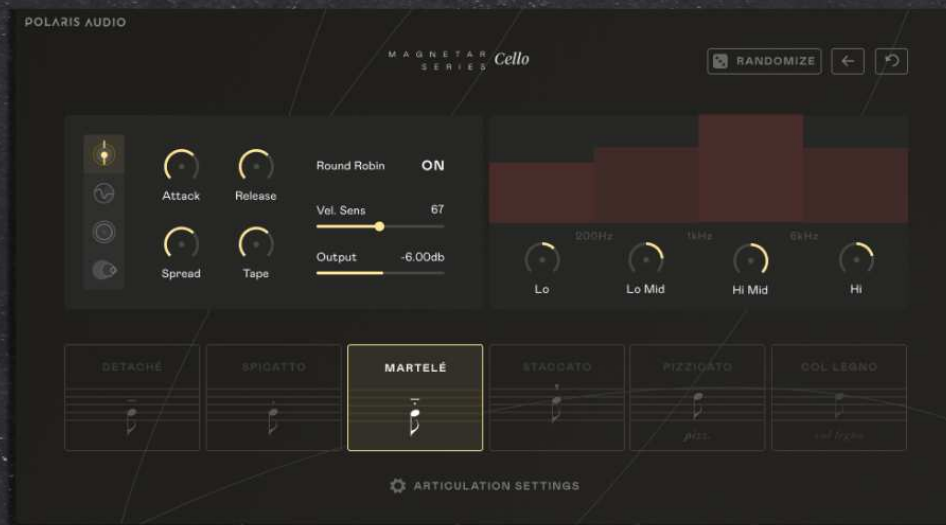 POLARIS AUDIO
MAGNETAR
SERIES
Cello
RANDOMIZE
Attack
Release
Round Robin ON
Vel. Sens 67
Spread
Tape
Output -6.00db
200Hz
1kHz
6kHz
Lo
Lo Mid
Hi Mid
Hi
DETACHÉ
SPICATTO
MARTELÉ
STACCATO
PIZZICATO
COL LEGNO
pizz.
col legno
ARTICULATION SETTINGS